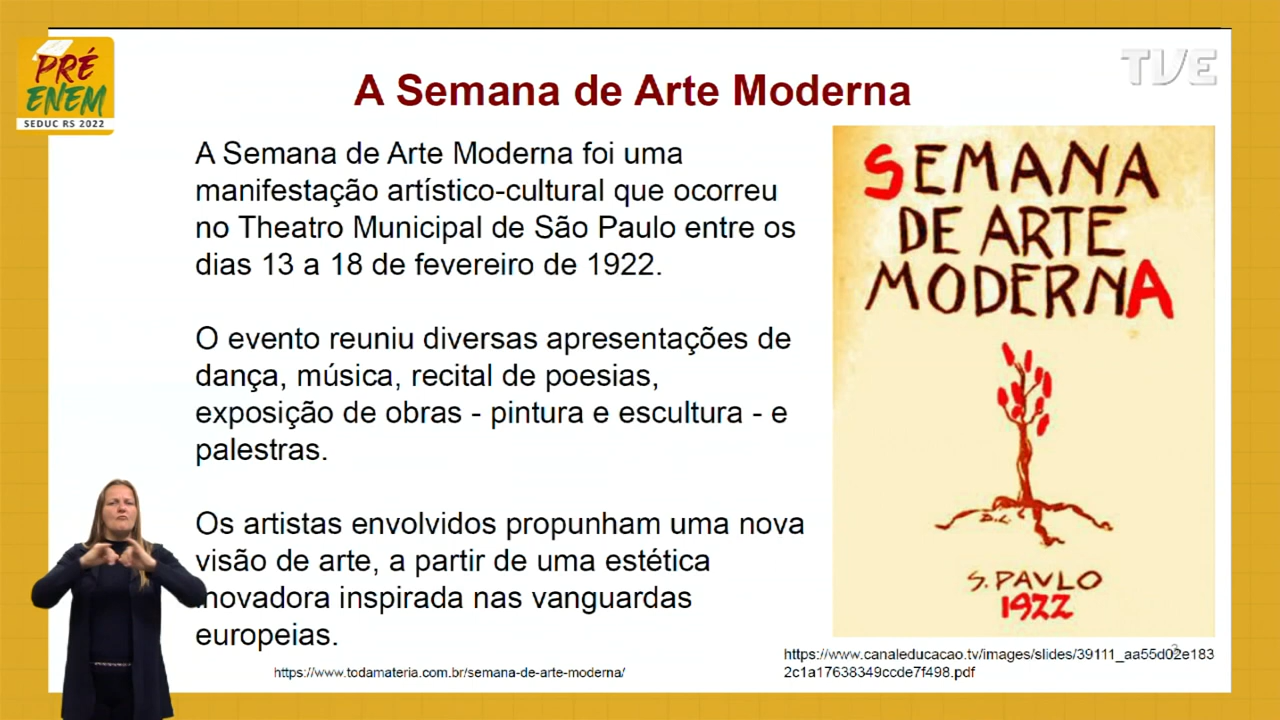 PRÉ
ENEM
SEDUC RS 2022
TVE
A Semana de Arte Moderna
A Semana de Arte Moderna foi uma
manifestação artístico-cultural que ocorreu
no Theatro Municipal de São Paulo entre os
dias 13 a 18 de fevereiro de 1922.
O evento reuniu diversas apresentações de
dança, música, recital de poesias,
exposição de obras - pintura e escultura - e
palestras.
Os artistas envolvidos propunham uma nova
visão de arte, a partir de uma estética
inovadora inspirada nas vanguardas
europeias.
https://www.todamateria.com.br/semana-de-arte-moderna/
SEMANA
DE ARTE
MODERNA
D.C.
S. PAVLO
1922
https://www.canaleducacao.tv/images/slides/39111_aa55d02e183
2c1a17638349ccde7f498.pdf